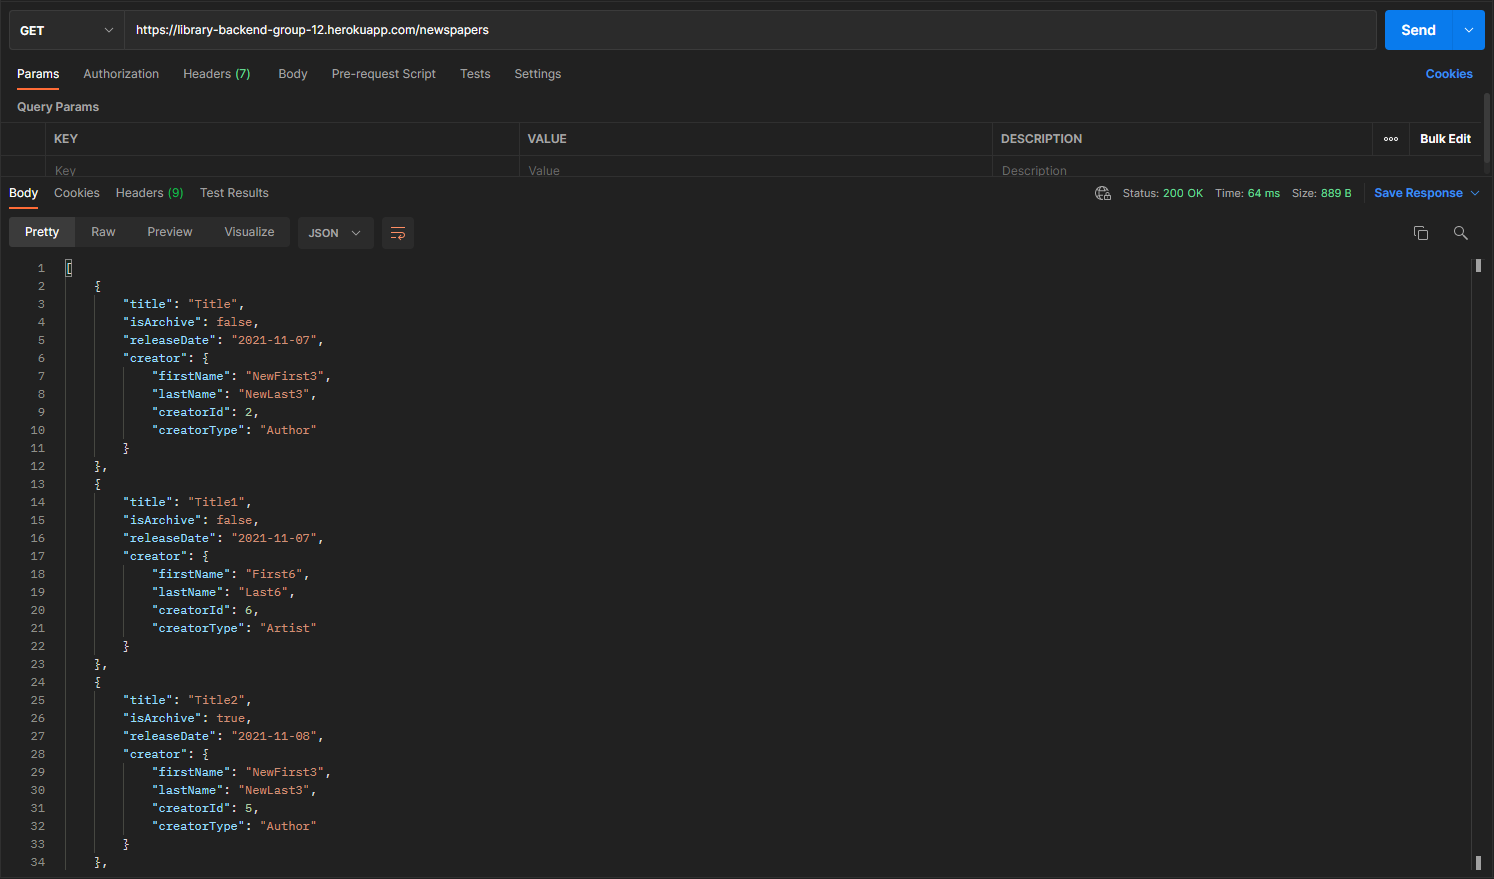 GET https://library-backend-group-12.herokuapp.com/newspapers Send
Params Authorization Headers (7) Body Pre-request Script Tests Settings Cookies
Query Params
KEY VALUE DESCRIPTION ooo Bulk Edit
Key Value Description
Body Cookies Headers (9) Test Results Status: 200 OK Time: 64 ms Size: 889 B Save Response
Pretty Raw Preview Visualize JSON
1 [
2 {
3 "title": "Title",
4 "isArchive": false,
5 "releaseDate": "2021-11-07",
6 "creator": {
7 "firstName": "NewFirst3",
8 "lastName": "NewLast3",
9 "creatorId": 2,
10 "creatorType": "Author"
11 }
12 },
13 {
14 "title": "Title1",
15 "isArchive": false,
16 "releaseDate": "2021-11-07",
17 "creator": {
18 "firstName": "First6",
19 "lastName": "Last6",
20 "creatorId": 6,
21 "creatorType": "Artist"
22 }
23 },
24 {
25 "title": "Title2",
26 "isArchive": true,
27 "releaseDate": "2021-11-08",
28 "creator": {
29 "firstName": "NewFirst3",
30 "lastName": "NewLast3",
31 "creatorId": 5,
32 "creatorType": "Author"
33 }
34 },